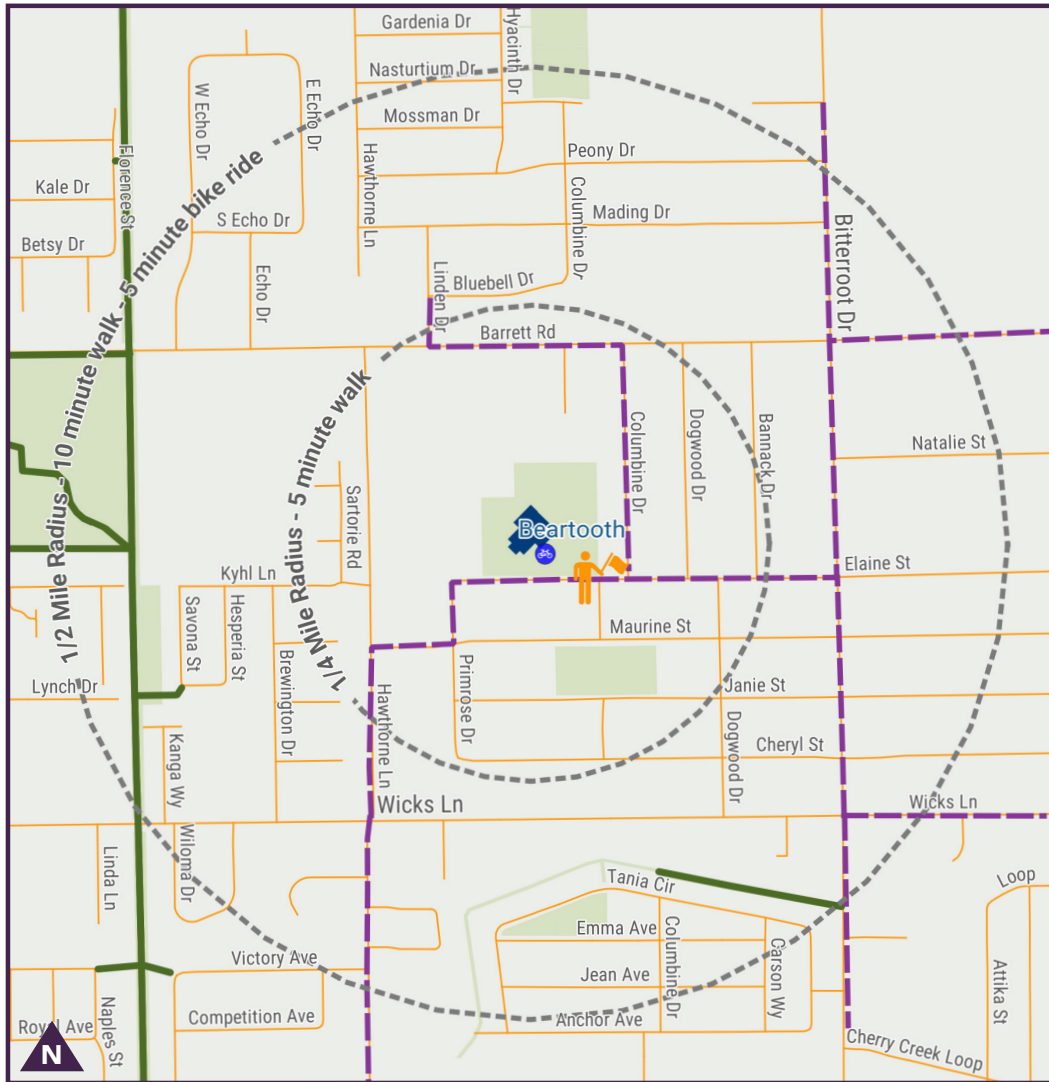 Gardenia Dr
Hyacinth Dr
Nasturtium Dr
W Echo Dr
E Echo Dr
Mossman Dr
Florence St
Hawthorne Ln
Peony Dr
Kale Dr
Columbine Dr
Mading Dr
S Echo Dr
Betsy Dr
Bitterroot Dr
Echo Dr
Linden Dr
Bluebell Dr
Barrett Rd
1/2 Mile Radius - 10 minute walk - 5 minute bike ride
1/4 Mile Radius - 5 minute walk
Columbine Dr
Dogwood Dr
Bannack Dr
Natalie St
Sartorie Rd
Beartooth
Elaine St
Kyhl Ln
Savona St
Hesperia St
Maurine St
Brewington Dr
Primrose Dr
Lynch Dr
Hawthorne Ln
Janie St
Dogwood Dr
Cheryl St
Kanga Wy
Wicks Ln
Wicks Ln
Wiloma Dr
Linda Ln
Tania Cir
Loop
Emma Ave
Columbine Dr
Carson Wy
Victory Ave
Jean Ave
Attika St
Naples St
Royal Ave
Competition Ave
Anchor Ave
Cherry Creek Loop
N